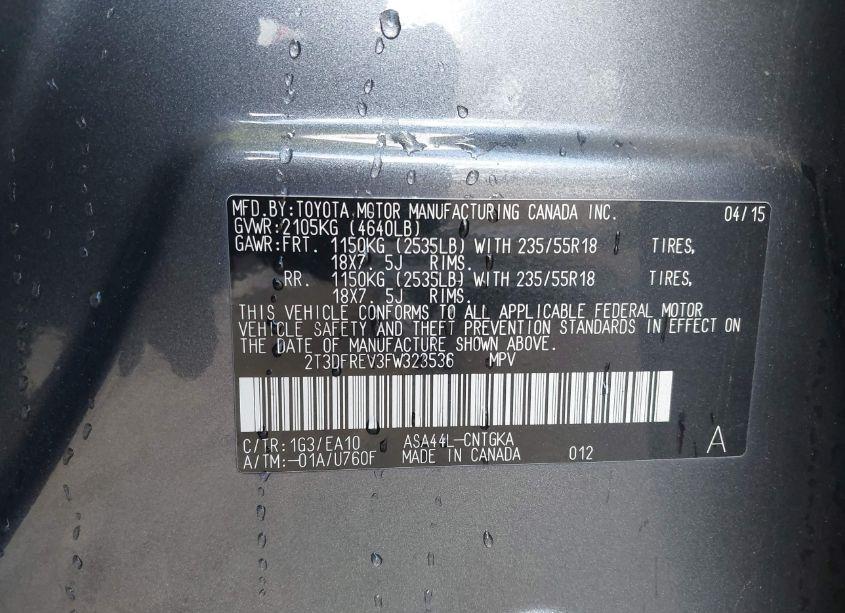 MFD.BY:TOYOTA MOTOR MANUFACTURING CANADA INC. 04/15
GVWR:2105KG (4640LB)
GAWR:FRT. 1150KG (2535LB) WITH 235/55R18 TIRES,
18X7. 5J RIMS.
RR. 1150KG (2535LB) WITH 235/55R18 TIRES,
18X7. 5J RIMS.
THIS VEHICLE CONFORMS TO ALL APPLICABLE FEDERAL MOTOR
VEHICLE SAFETY AND THEFT PREVENTION STANDARDS IN EFFECT ON
THE DATE OF MANUFACTURE SHOWN ABOVE.
2T3DFREV3FW323536 MPV
C/TR:1G3/EA10 ASA44L-CNTGKA
A/TM:-01A/U760F MADE IN CANADA 012 A